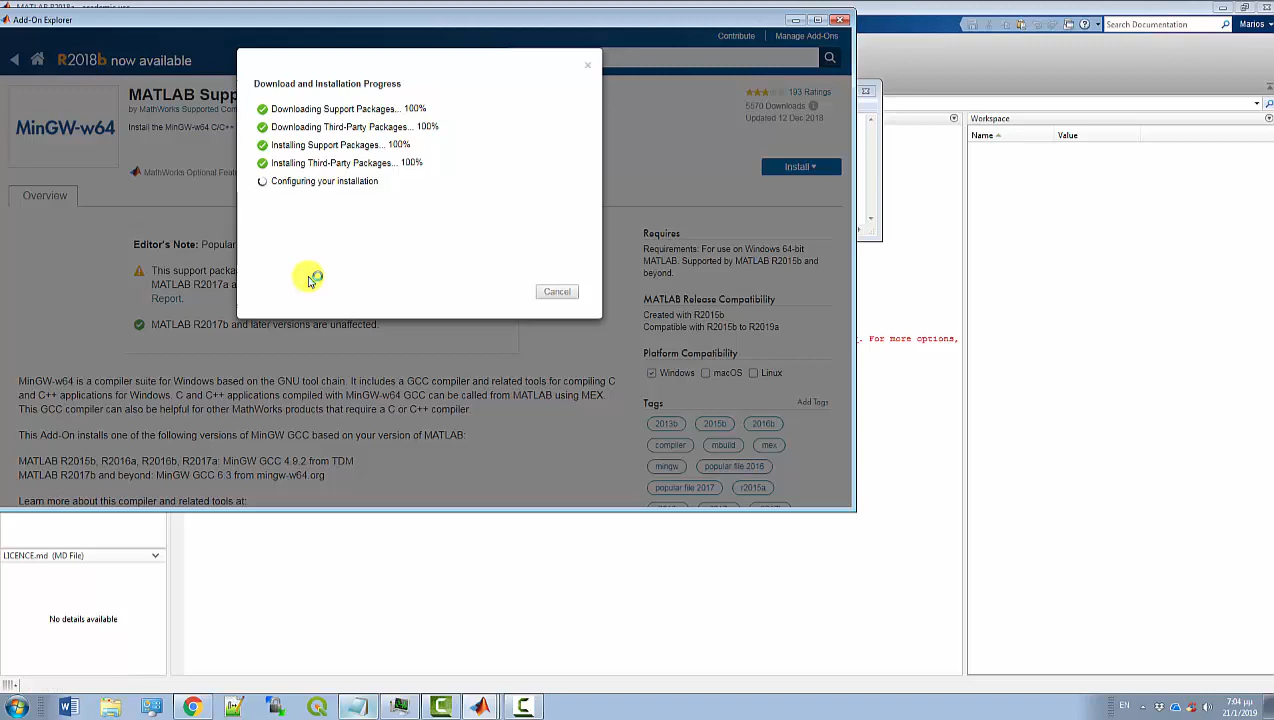 MATLAB R2018a - academic use
Add-On Explorer
Search Documentation
Marios
Contribute
Manage Add-Ons
R2018b now available
MinGW-w64
MATLAB Supp
by MathWorks Supported Comp
Install the MinGW-w64 C/C++
MathWorks Optional Feat
193 Ratings
5570 Downloads
Updated 12 Dec 2018
Install
Download and Installation Progress
Downloading Support Packages... 100%
Downloading Third-Party Packages... 100%
Installing Support Packages... 100%
Installing Third-Party Packages... 100%
Configuring your installation
Cancel
Overview
Editor's Note: Popular
This support packa
MATLAB R2017a a
Report.
MATLAB R2017b and later versions are unaffected.
MinGW-w64 is a compiler suite for Windows based on the GNU tool chain. It includes a GCC compiler and related tools for compiling C
and C++ applications for Windows. C and C++ applications compiled with MinGW-w64 GCC can be called from MATLAB using MEX.
This GCC compiler can also be helpful for other MathWorks products that require a C or C++ compiler.
This Add-On installs one of the following versions of MinGW GCC based on your version of MATLAB:
MATLAB R2015b, R2016a, R2016b, R2017a: MinGW GCC 4.9.2 from TDM
MATLAB R2017b and beyond: MinGW GCC 6.3 from mingw-w64.org
Learn more about this compiler and related tools at:
Requires
Requirements: For use on Windows 64-bit
MATLAB. Supported by MATLAB R2015b and
beyond.
MATLAB Release Compatibility
Created with R2015b
Compatible with R2015b to R2019a
Platform Compatibility
Windows macOS Linux
Tags
Add Tags
2013b 2015b 2016b
compiler mbuild mex
mingw popular file 2016
popular file 2017 r2015a
Workspace
Name Value
. For more options,
LICENCE.md (MD File)
No details available
EN
7:04 μμ
21/1/2019